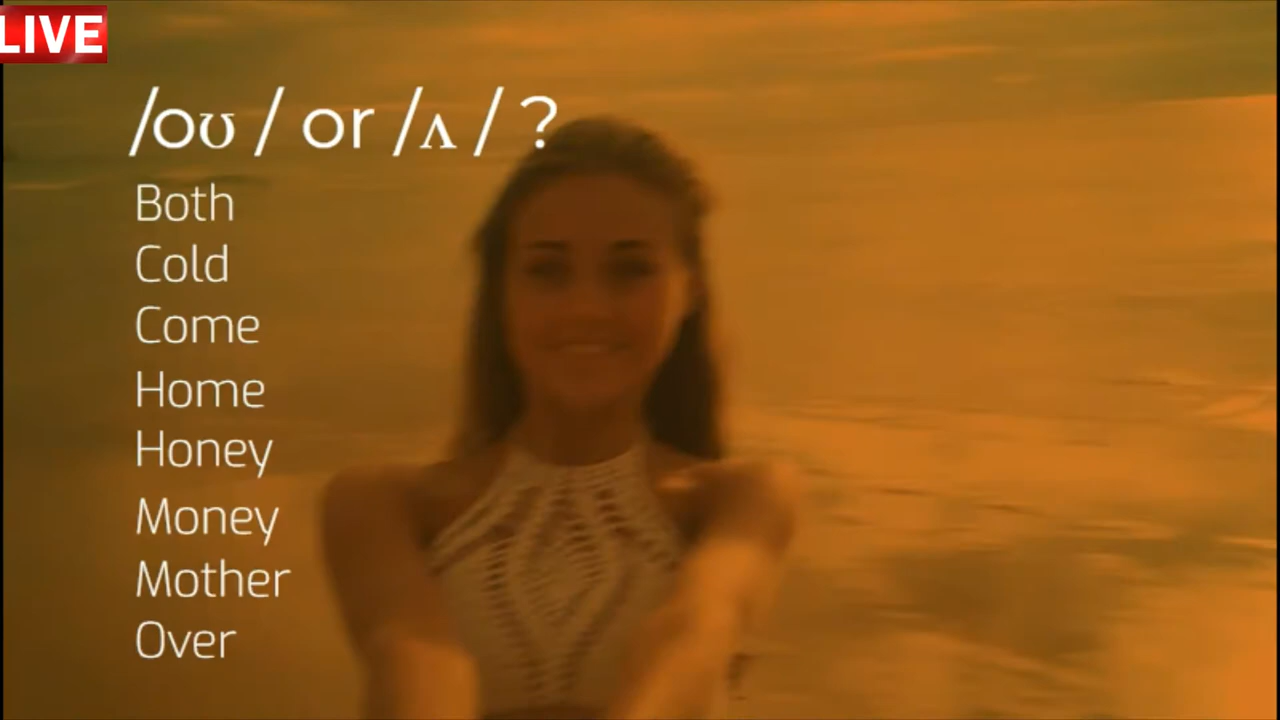 LIVE
/oʊ / or /ʌ / ?
Both
Cold
Come
Home
Honey
Money
Mother
Over